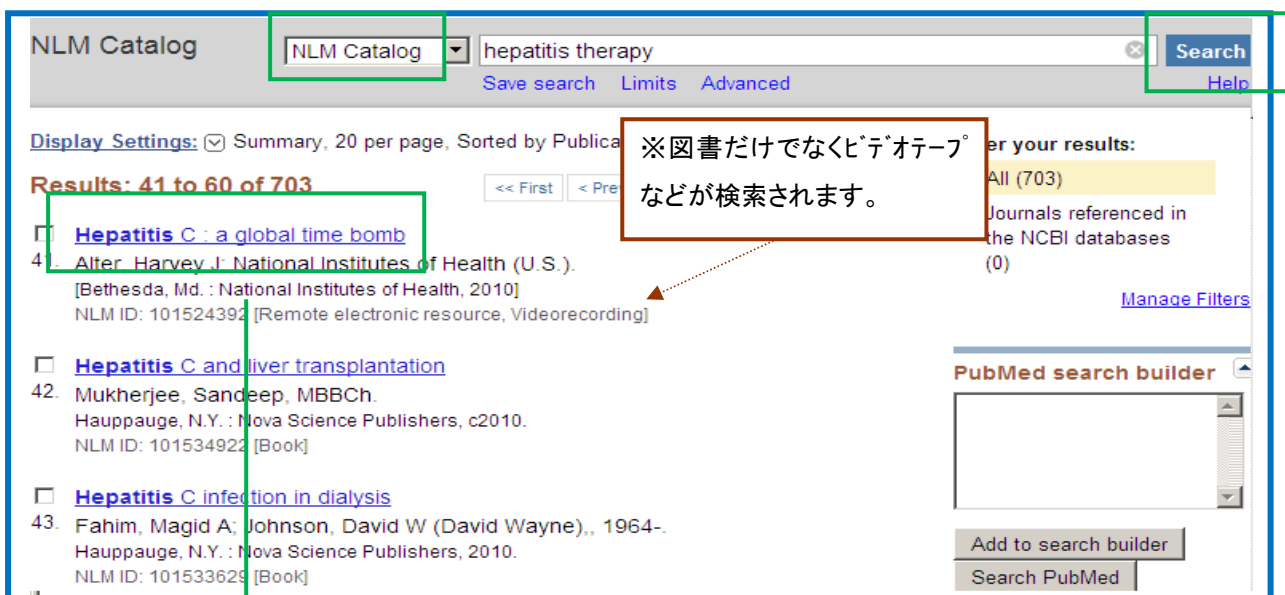 NLM Catalog
NLM Catalog hepatitis therapy Search
Save search Limits Advanced Help
Display Settings: Summary, 20 per page, Sorted by Publica
※図書だけでなくﾋﾞﾃﾞｵﾃｰﾌﾟ
などが検索されます。
er your results:
All (703)
Journals referenced in
the NCBI databases
(0)
Manage Filters
Results: 41 to 60 of 703 << First < Pre
Hepatitis C : a global time bomb
41. Alter, Harvey J; National Institutes of Health (U.S.).
[Bethesda, Md. : National Institutes of Health, 2010]
NLM ID: 101524392 [Remote electronic resource, Videorecording]
Hepatitis C and liver transplantation
42. Mukherjee, Sandeep, MBBCh.
Hauppauge, N.Y. : Nova Science Publishers, c2010.
NLM ID: 101534922 [Book]
Hepatitis C infection in dialysis
43. Fahim, Magid A; Johnson, David W (David Wayne),, 1964-.
Hauppauge, N.Y. : Nova Science Publishers, 2010.
NLM ID: 101533629 [Book]
PubMed search builder
Add to search builder
Search PubMed